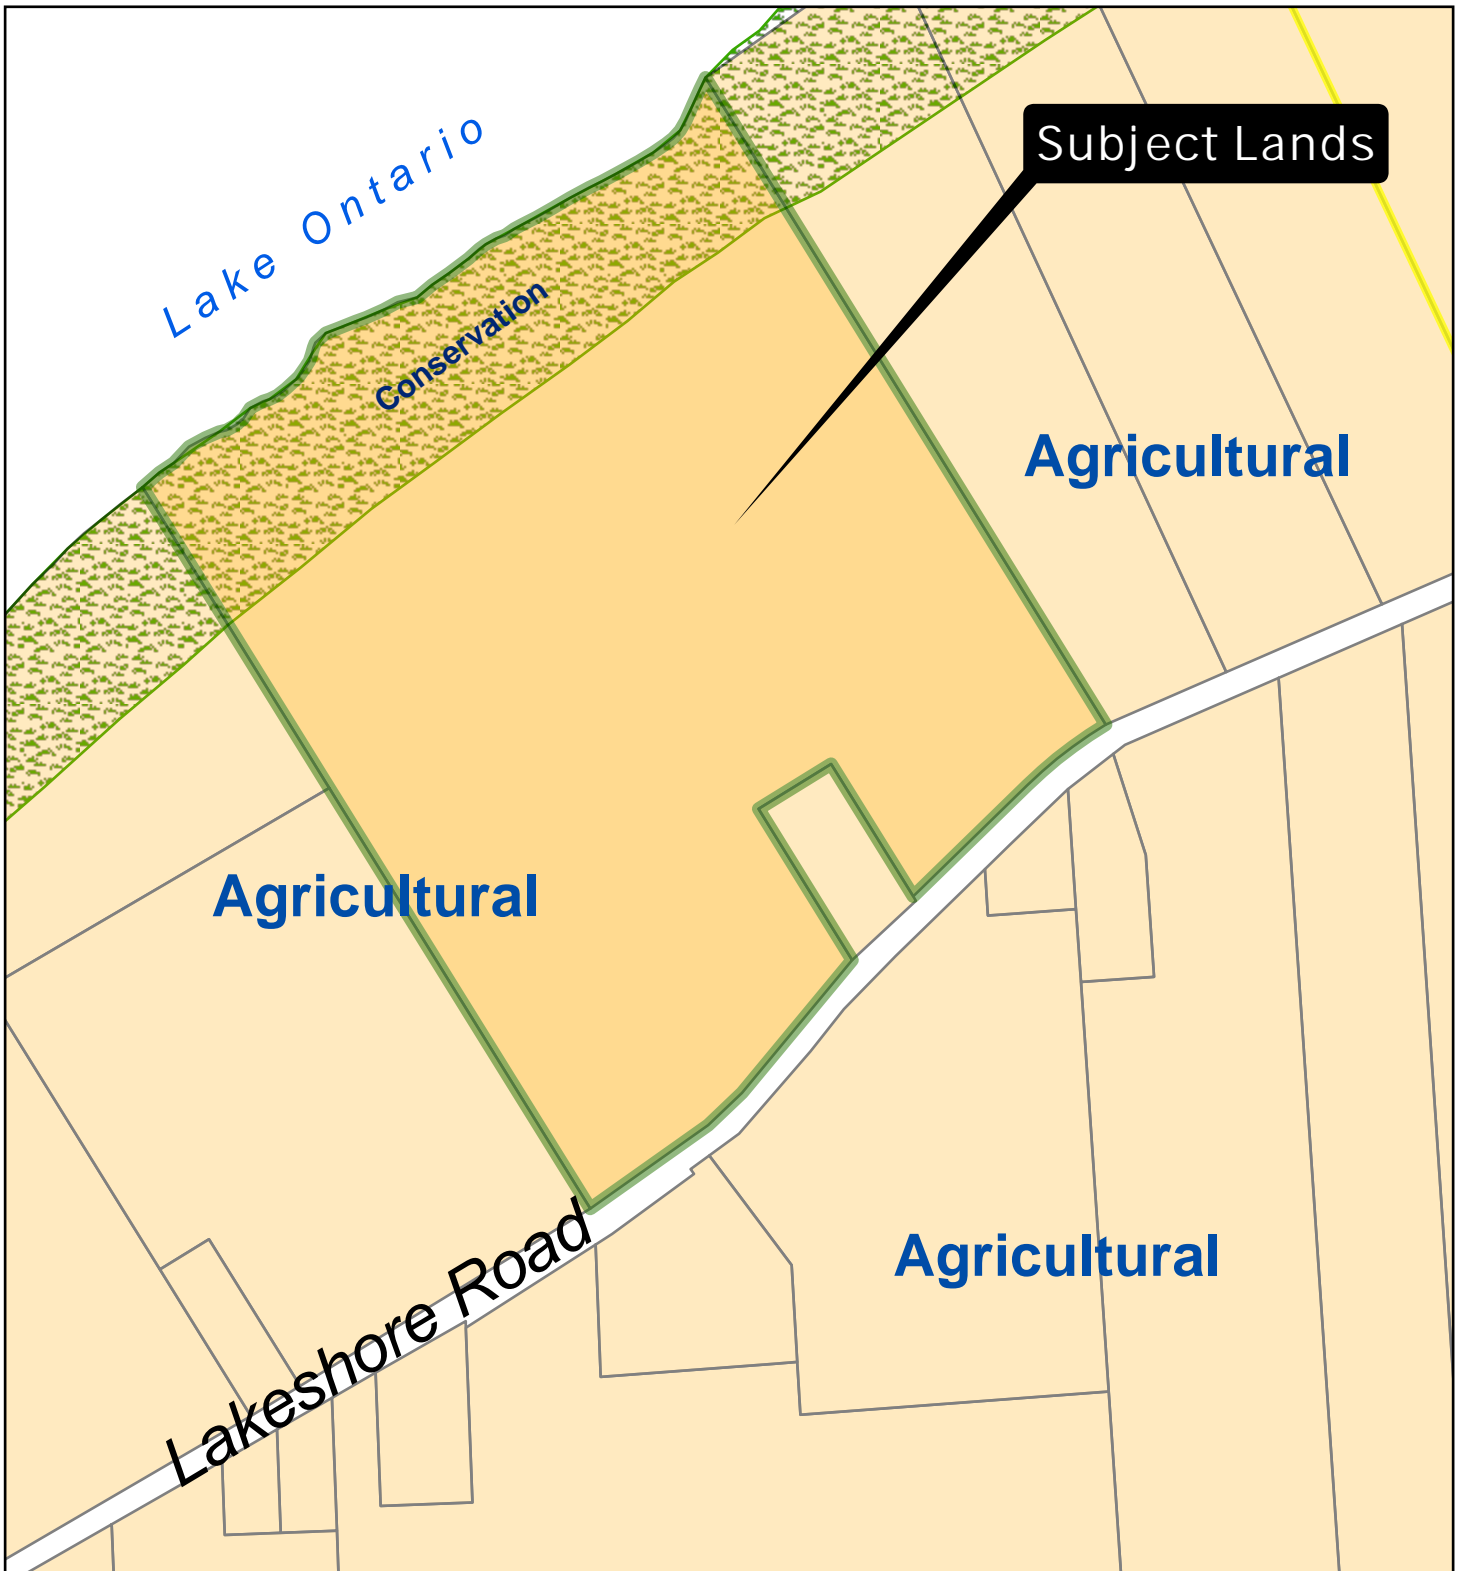 Subject Lands
Lake Ontario
Conservation
Agricultural
Agricultural
Agricultural
Lakeshore Road